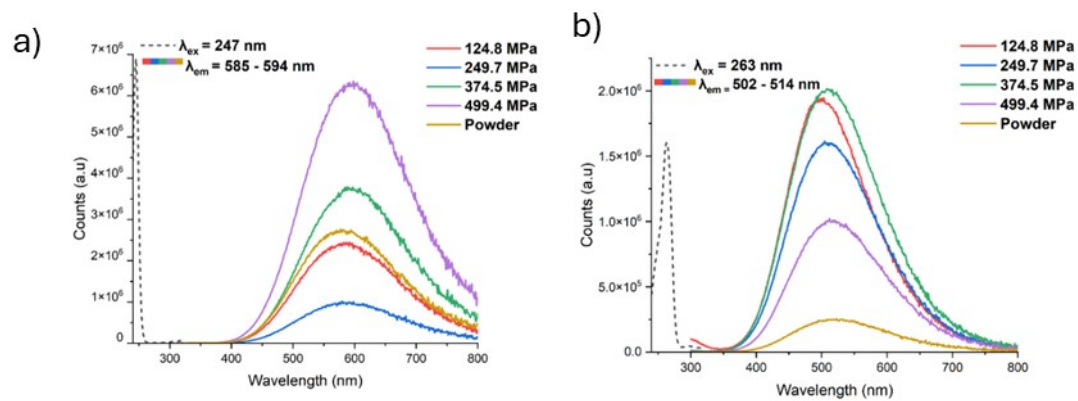 a)
λex = 247 nm
λem = 585 - 594 nm
124.8 MPa
249.7 MPa
374.5 MPa
499.4 MPa
Powder
Counts (a.u)
7×10⁶
6×10⁶
5×10⁶
4×10⁶
3×10⁶
2×10⁶
1×10⁶
0
300 400 500 600 700 800
Wavelength (nm)
b)
λex = 263 nm
λem = 502 - 514 nm
124.8 MPa
249.7 MPa
374.5 MPa
499.4 MPa
Powder
Counts (a.u)
2.0×10⁶
1.5×10⁶
1.0×10⁶
5.0×10⁵
0.0
300 400 500 600 700 800
Wavelength (nm)